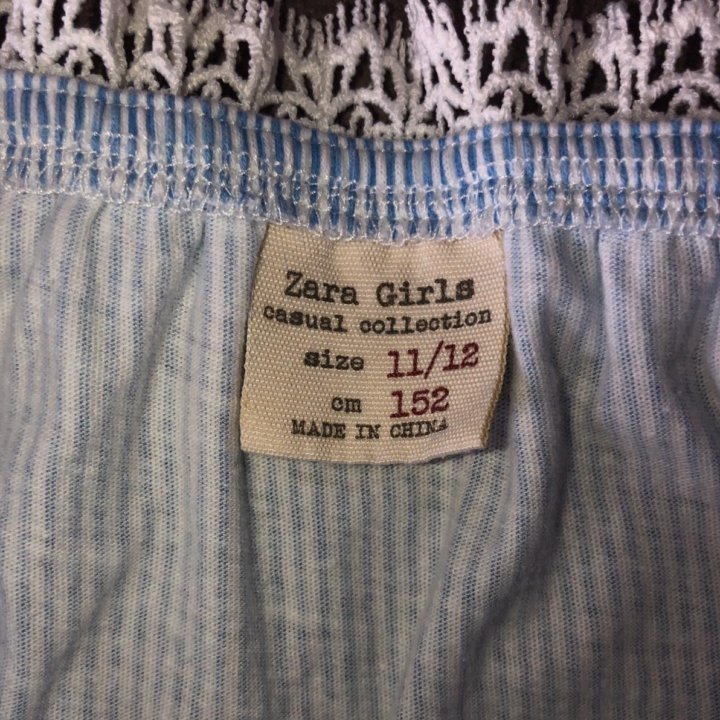 Zara Girls
casual collection
size 11/12
cm 152
MADE IN CHINA